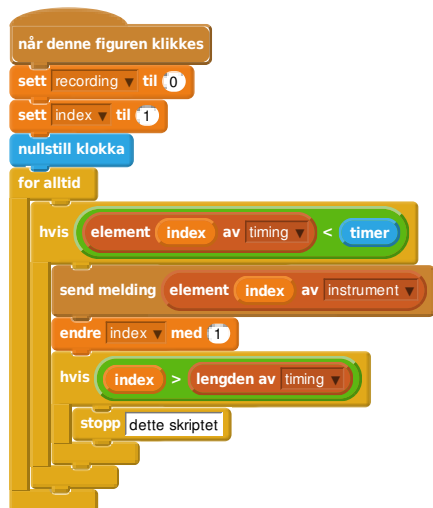 når denne figuren klikkes
sett recording til 0
sett index til 1
nullstill klokka
for alltid
hvis element index av timing < timer
send melding element index av instrument
endre index med 1
hvis index > lengden av timing
stopp dette skriptet